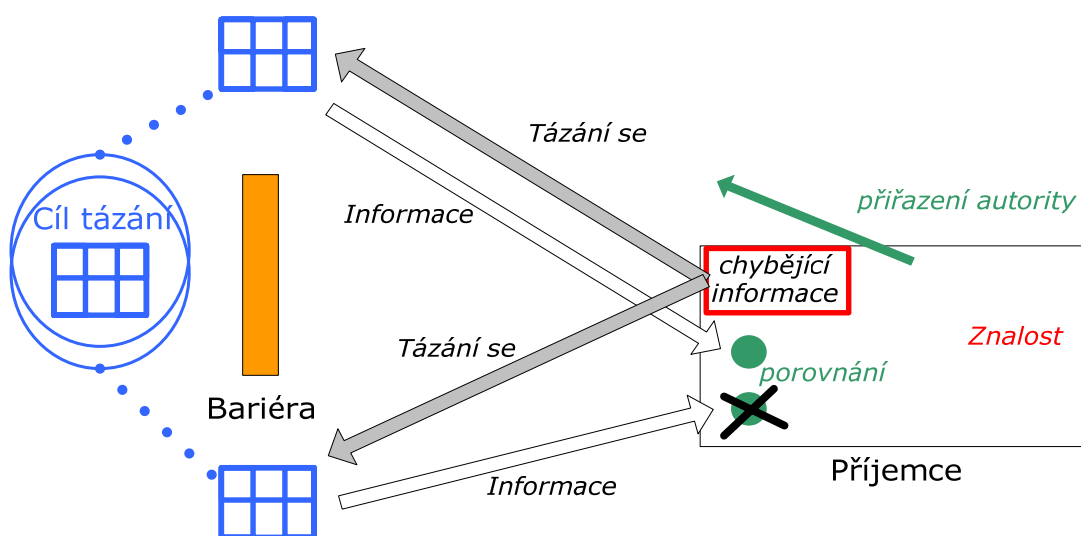 Tázání se
přiřazení autority
Informace
Cíl tázání
chybějící
informace
Znalost
Tázání se
porovnání
Bariéra
Příjemce
Informace